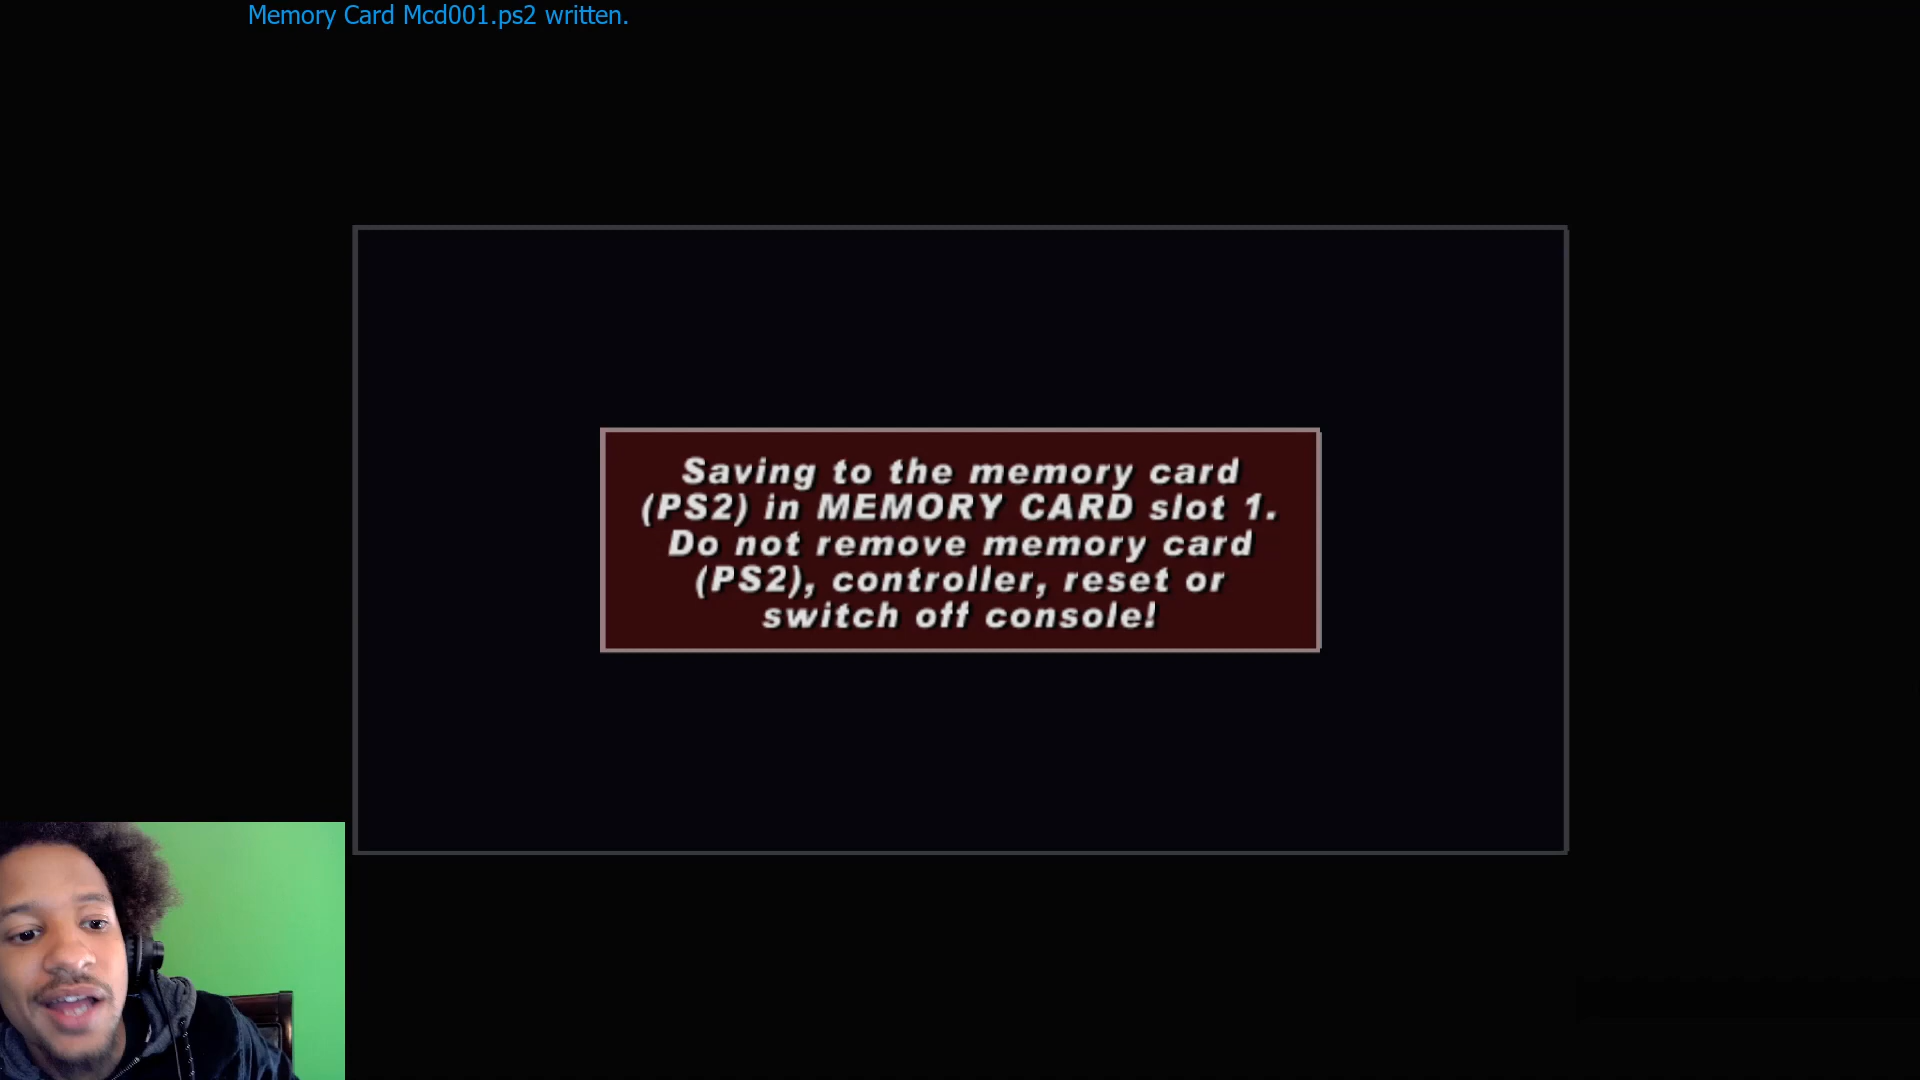 Memory Card Mcd001.ps2 written.
Saving to the memory card
(PS2) in MEMORY CARD slot 1.
Do not remove memory card
(PS2), controller, reset or
switch off console!